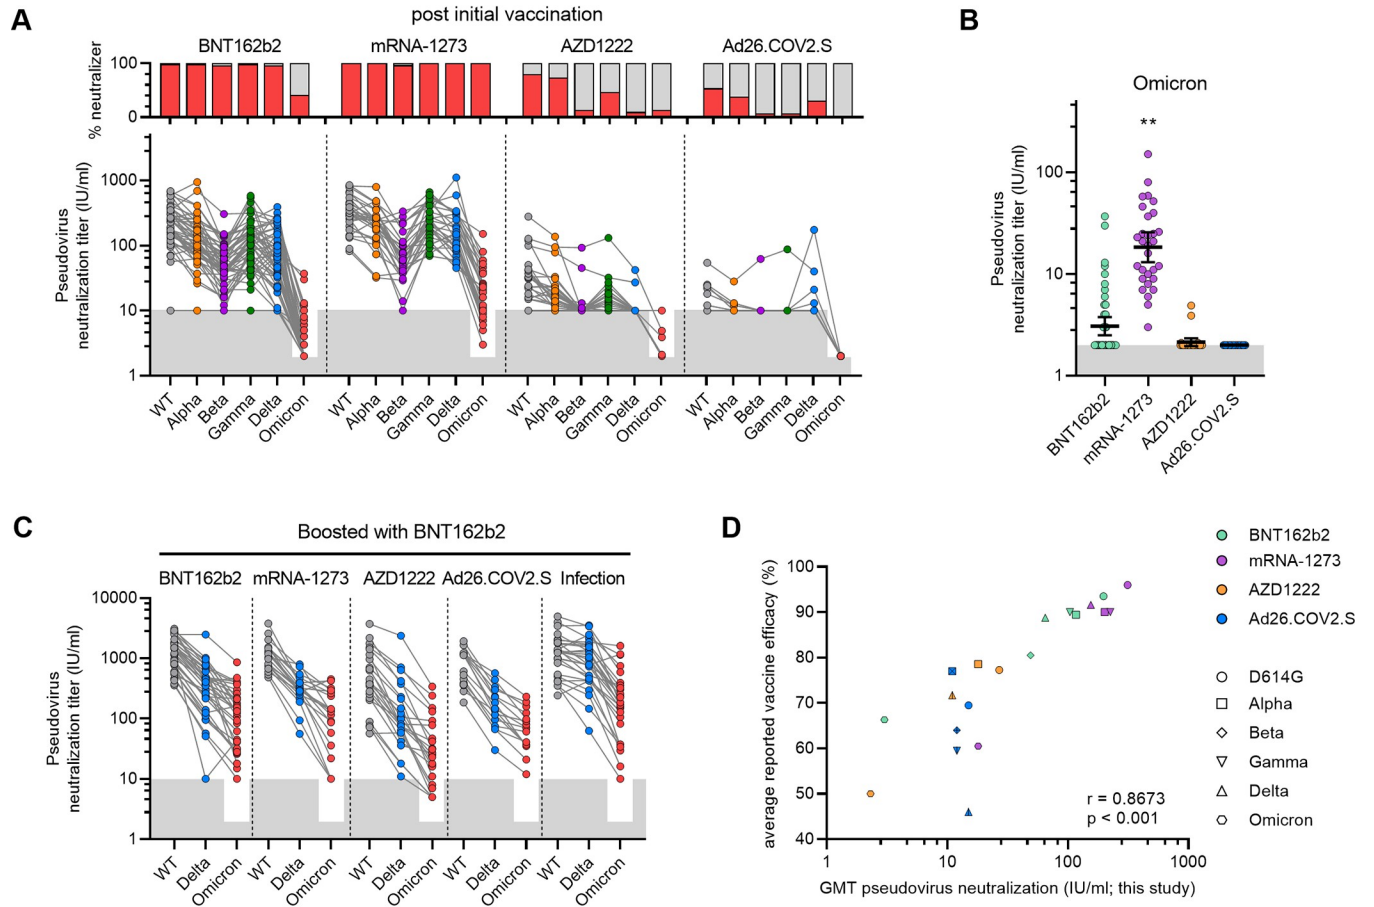 A
post initial vaccination
BNT162b2 mRNA-1273 AZD1222 Ad26.COV2.S
% neutralizer
100
0
Pseudovirus
neutralization titer (IU/ml)
1000
100
10
1
WT Alpha Beta Gamma Delta Omicron WT Alpha Beta Gamma Delta Omicron WT Alpha Beta Gamma Delta Omicron WT Alpha Beta Gamma Delta Omicron
B
Omicron
**
Pseudovirus
neutralization titer (IU/ml)
100
10
1
BNT162b2 mRNA-1273 AZD1222 Ad26.COV2.S
C
Boosted with BNT162b2
BNT162b2 mRNA-1273 AZD1222 Ad26.COV2.S Infection
Pseudovirus
neutralization titer (IU/ml)
10000
1000
100
10
1
WT Delta Omicron WT Delta Omicron WT Delta Omicron WT Delta Omicron WT Delta Omicron
D
average reported vaccine efficacy (%)
100
90
80
70
60
50
40
r = 0.8673
p < 0.001
1 10 100 1000
GMT pseudovirus neutralization (IU/ml; this study)
BNT162b2
mRNA-1273
AZD1222
Ad26.COV2.S
D614G
Alpha
Beta
Gamma
Delta
Omicron